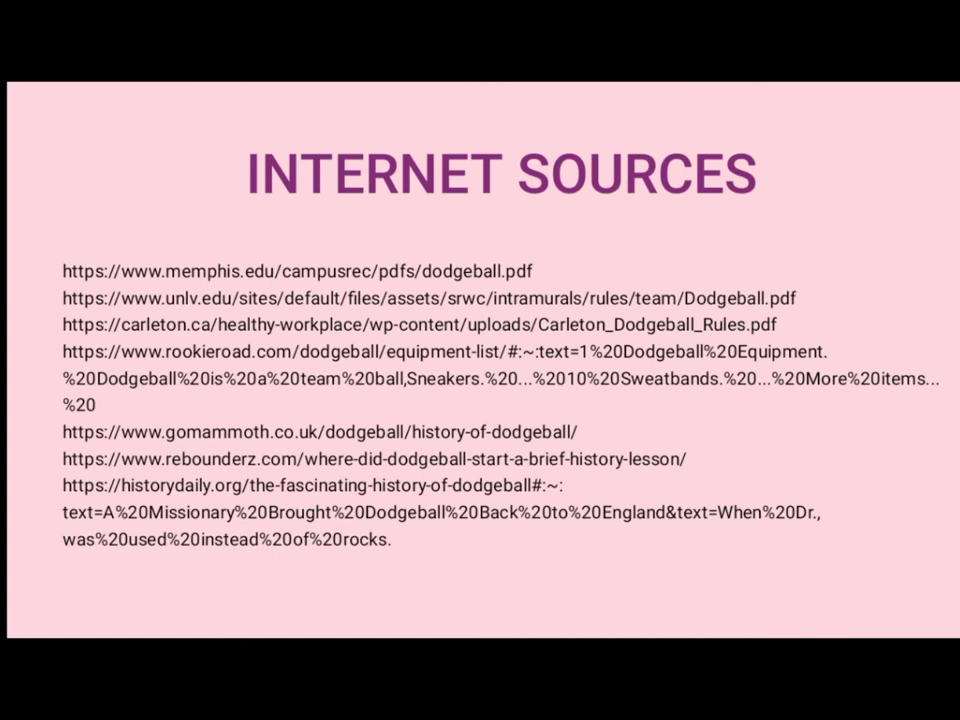 INTERNET SOURCES
https://www.memphis.edu/campusrec/pdfs/dodgeball.pdf
https://www.unlv.edu/sites/default/files/assets/srwc/intramurals/rules/team/Dodgeball.pdf
https://carleton.ca/healthy-workplace/wp-content/uploads/Carleton_Dodgeball_Rules.pdf
https://www.rookieroad.com/dodgeball/equipment-list/#:~:text=1%20Dodgeball%20Equipment.
%20Dodgeball%20is%20a%20team%20ball,Sneakers.%20...%2010%20Sweatbands.%20...%20More%20items...
%20
https://www.gomammoth.co.uk/dodgeball/history-of-dodgeball/
https://www.rebounderz.com/where-did-dodgeball-start-a-brief-history-lesson/
https://historydaily.org/the-fascinating-history-of-dodgeball#:~:
text=A%20Missionary%20Brought%20Dodgeball%20Back%20to%20England&text=When%20Dr.,
was%20used%20instead%20of%20rocks.